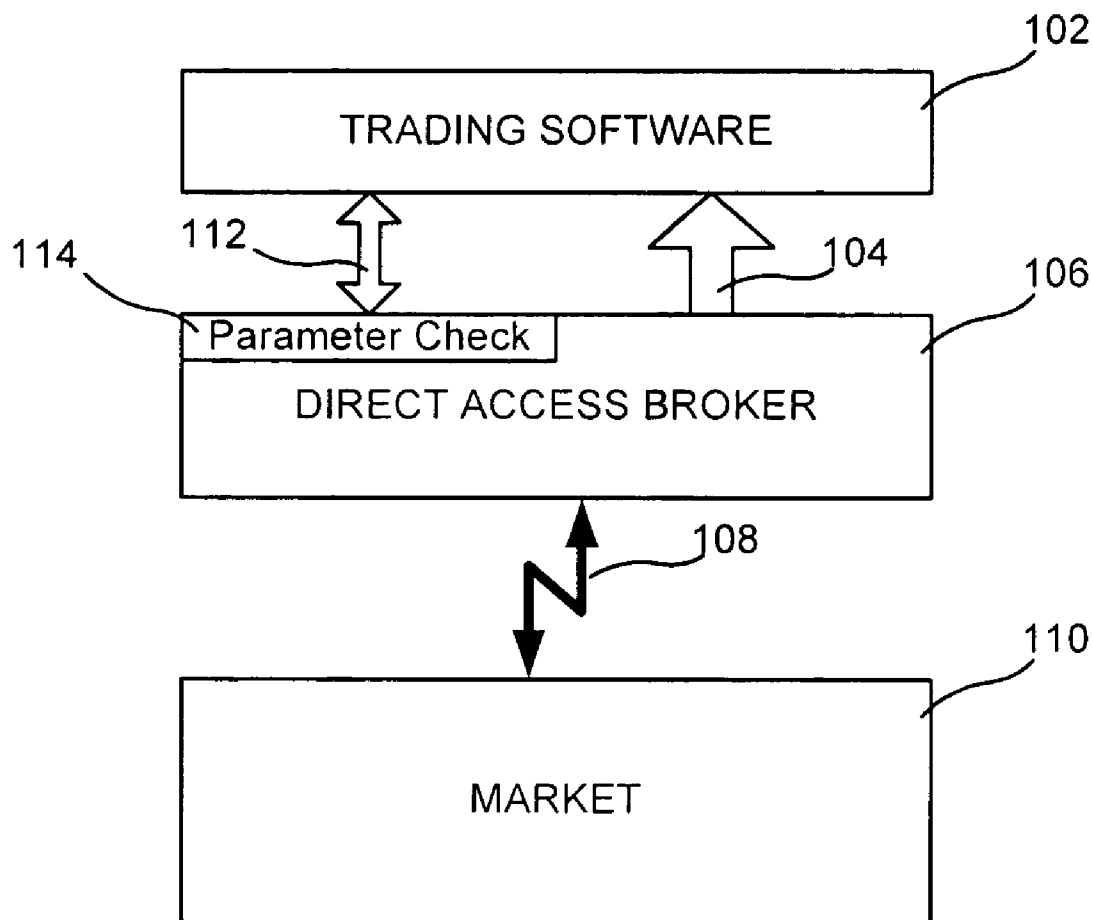 102
TRADING SOFTWARE
112
104
114
106
Parameter Check
DIRECT ACCESS BROKER
108
110
MARKET